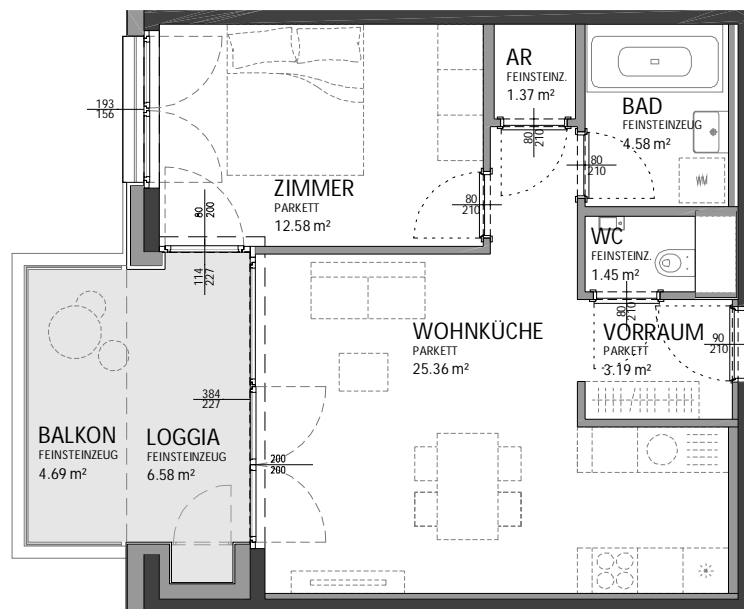 AR
FEINSTEINZ.
1.37 m²
BAD
FEINSTEINZEUG
4.58 m²
193
156
80
210
80
210
ZIMMER
PARKETT
12.58 m²
80
210
80
200
114
227
WC
FEINSTEINZ.
1.45 m²
80
210
WOHNKÜCHE
PARKETT
25.36 m²
VORRAUM
PARKETT
3.19 m²
90
210
384
227
BALKON
FEINSTEINZEUG
4.69 m²
LOGGIA
FEINSTEINZEUG
6.58 m²
200
200